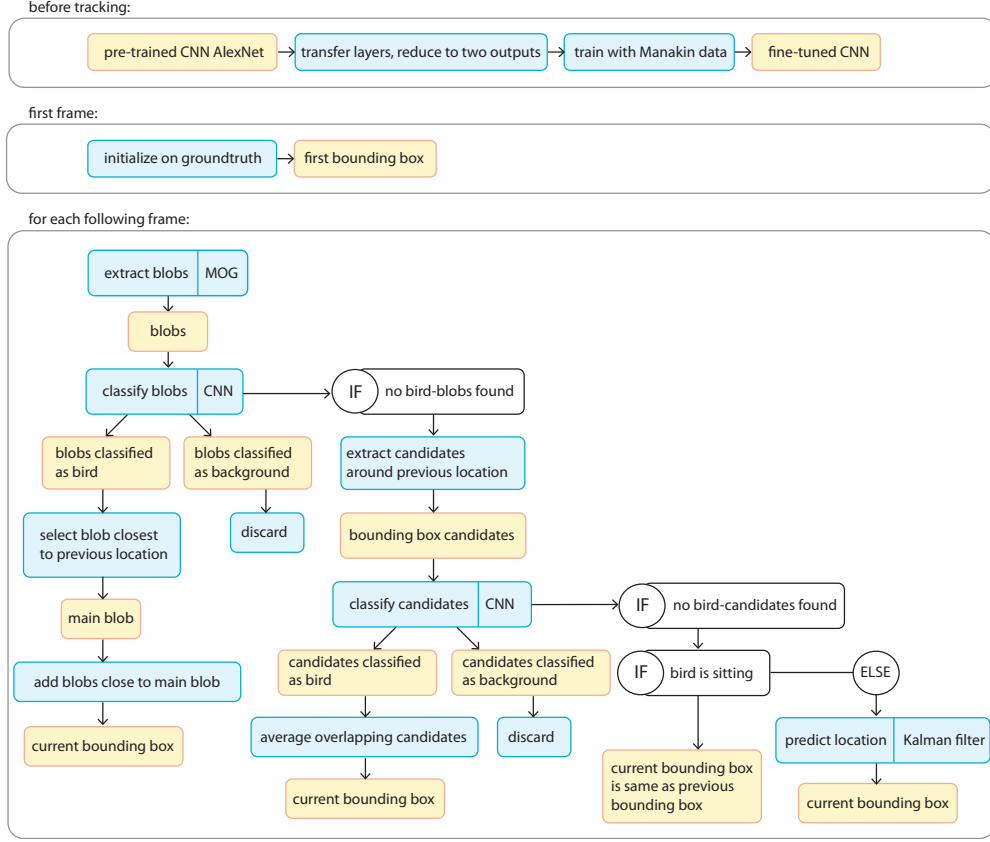 before tracking:
pre-trained CNN AlexNet
transfer layers, reduce to two outputs
train with Manakin data
fine-tuned CNN
first frame:
initialize on groundtruth
first bounding box
for each following frame:
extract blobs
MOG
blobs
classify blobs
CNN
IF
no bird-blobs found
blobs classified
as bird
blobs classified
as background
extract candidates
around previous location
select blob closest
to previous location
discard
bounding box candidates
main blob
classify candidates
CNN
IF
no bird-candidates found
add blobs close to main blob
candidates classified
as bird
candidates classified
as background
IF
bird is sitting
ELSE
current bounding box
average overlapping candidates
discard
predict location
Kalman filter
current bounding box
current bounding box
is same as previous
bounding box
current bounding box